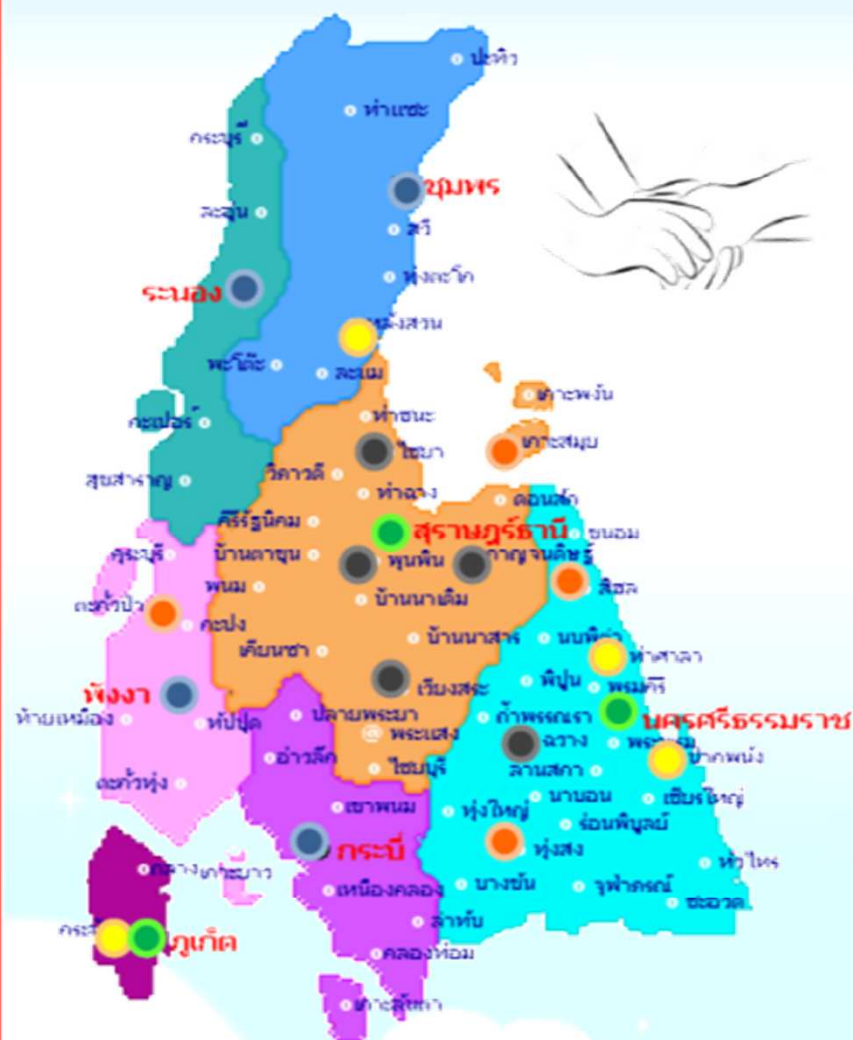 ปะทิว
ท่าแซะ
กระบุรี
ชุมพร
ละอุ่น
สวี
ทุ่งตะโก
ระนอง
หลังสวน
พะโต๊ะ
ละแม
เกาะพงัน
ท่าชนะ
กะเปอร์
เกาะสมุย
ไชยา
วิภาวดี
สุขสำราญ
ท่าฉาง
ดอนสัก
คีรีรัฐนิคม
สุราษฎร์ธานี
ขนอม
คุระบุรี
บ้านตาขุน
พุนพิน
กาญจนดิษฐ์
พนม
สิชล
บ้านนาเดิม
ตะกั่วป่า
กะปง
บ้านนาสาร
นบพิตำ
เคียนซา
ท่าศาลา
พิปูน
พรหมคีรี
เวียงสระ
พังงา
ท้ายเหมือง
ทับปุด
ปลายพระยา
ถ้ำพรรณรา
นครศรีธรรมราช
พระแสง
ฉวาง
ปากพนัง
อ่าวลึก
ลานสกา
ชัยบุรี
ตะกั่วทุ่ง
นาบอน
เชียรใหญ่
เขาพนม
ทุ่งใหญ่
ร่อนพิบูลย์
กระบี่
ทุ่งสง
หัวไทร
ถลาง
เกาะยาว
เหนือคลอง
บางขัน
จุฬาภรณ์
ชะอวด
ลำทับ
ภูเก็ต
คลองท่อม
เกาะลันตา